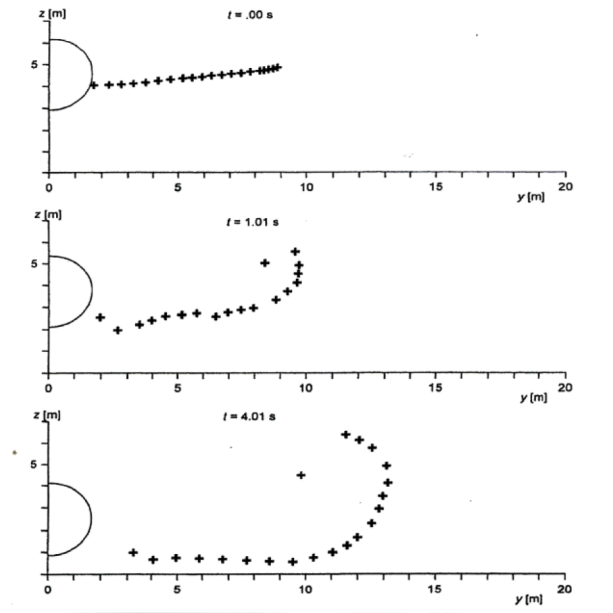 z [m]
t = .00 s
5
0 5 10 15 20
y [m]
z [m]
t = 1.01 s
5
0 5 10 15 20
y [m]
z [m]
t = 4.01 s
5
0 5 10 15 20
y [m]